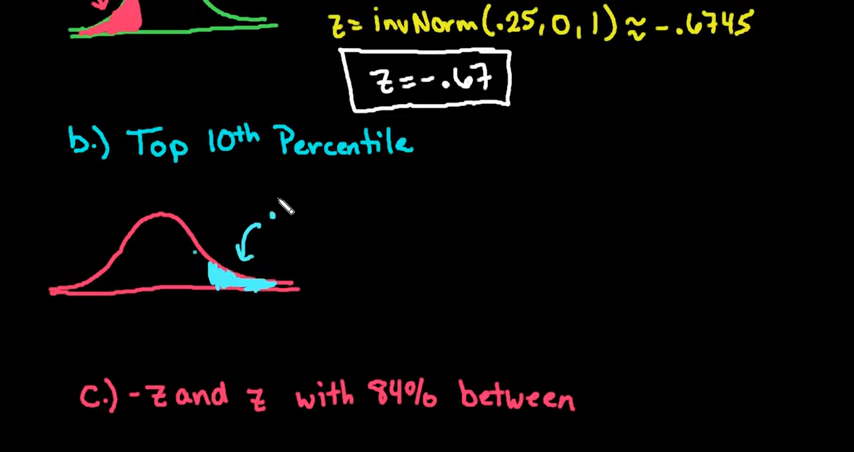 z= invNorm(.25, 0, 1) ≈ -.6745
z=-.67
b.) Top 10th Percentile
.
c.) -z and z with 84% between